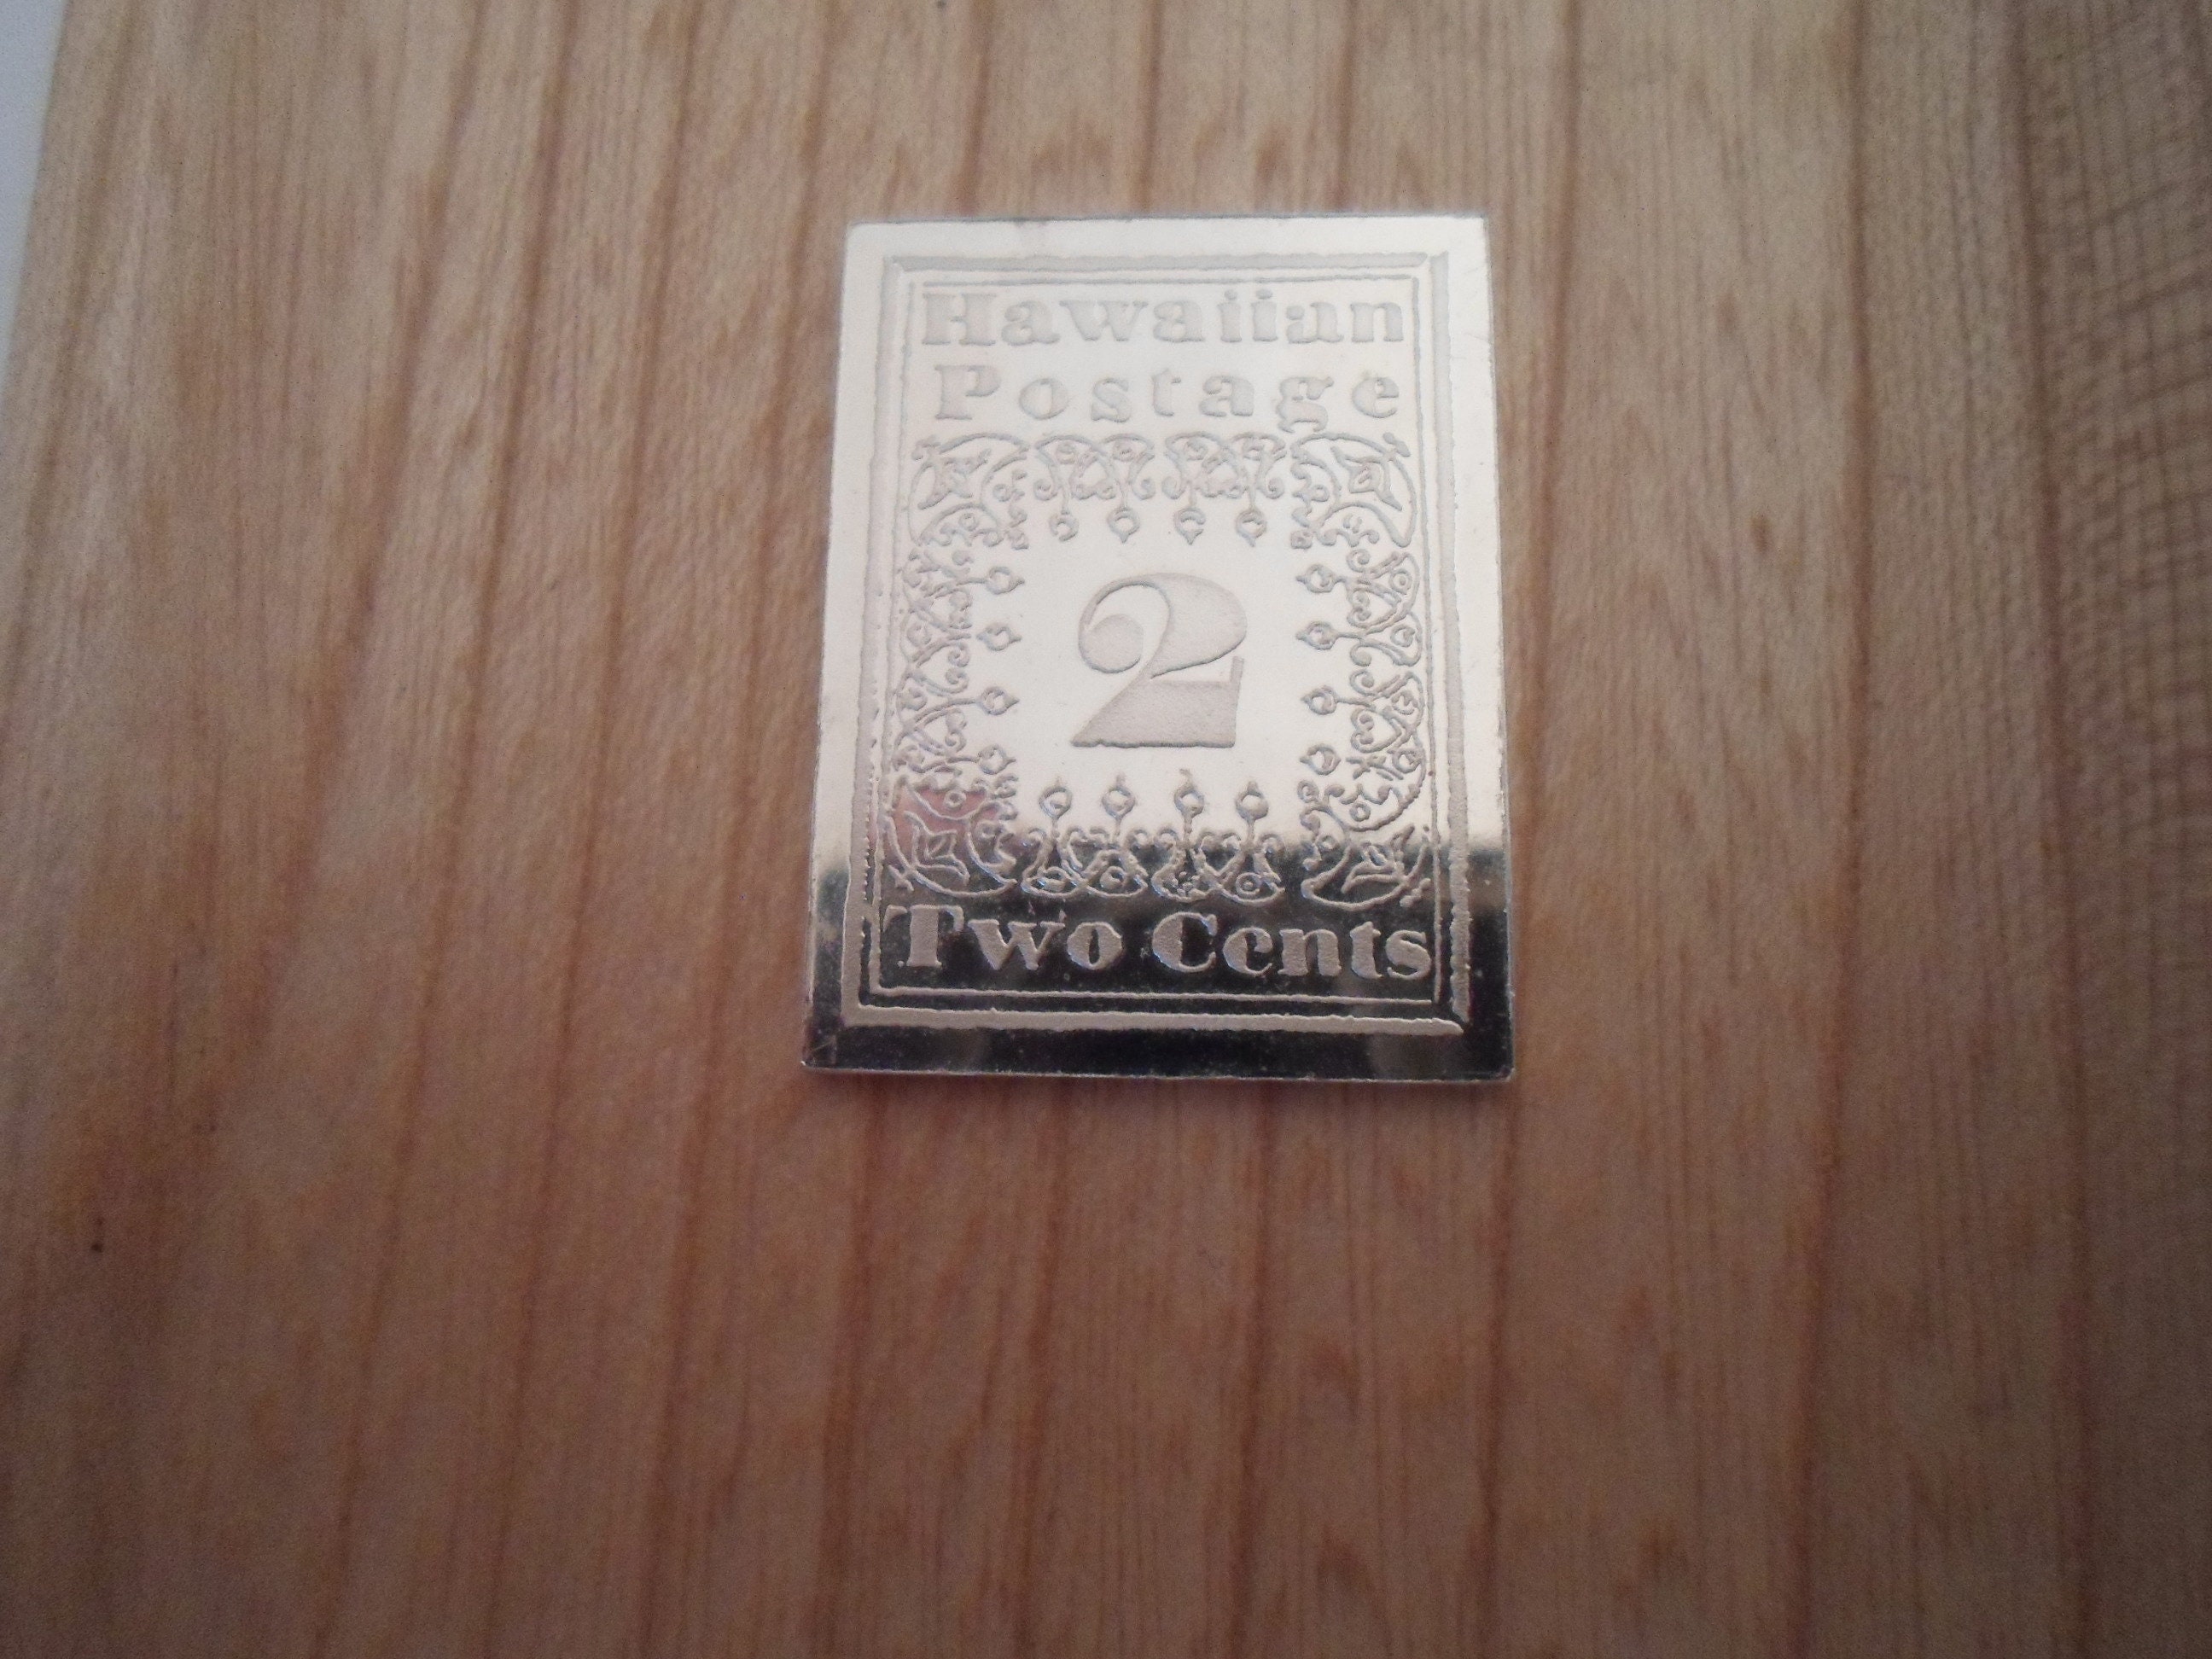 Hawaiian
Postage
2
Two Cents